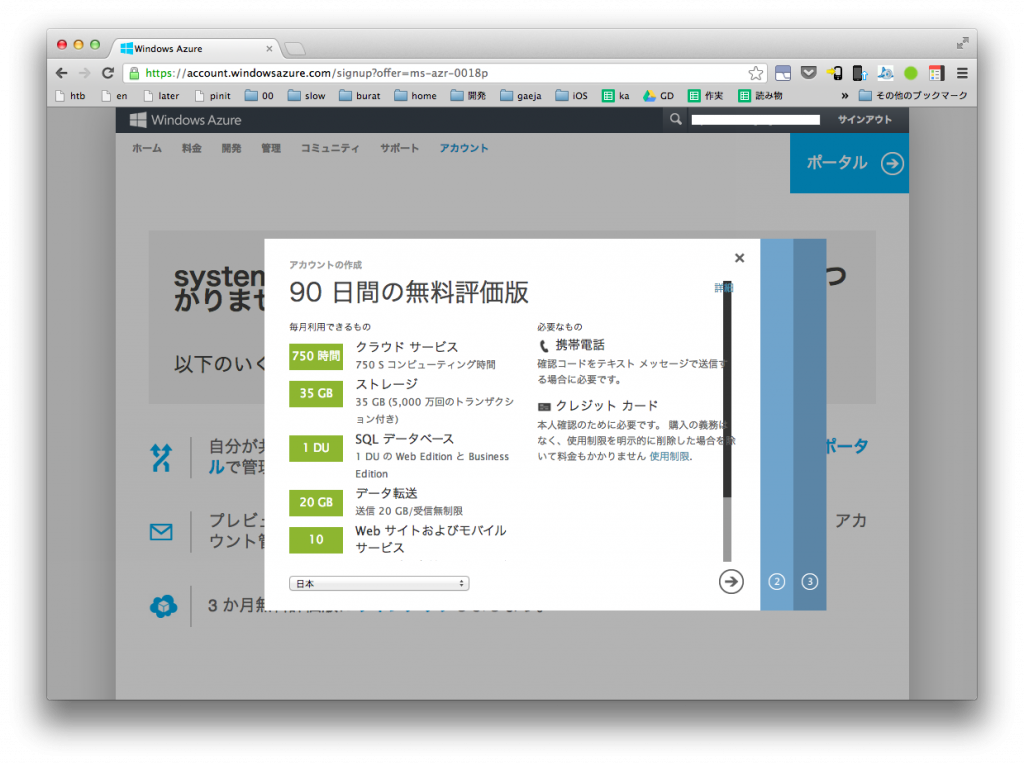 Windows Azure
https://account.windowsazure.com/signup?offer=ms-azr-0018p
htb en later pinit 00 slow burat home 開発 gaeja iOS ka GD 作実 読み物 » その他のブックマーク
Windows Azure サインアウト
ホーム 料金 開発 管理 コミュニティ サポート アカウント
ポータル
system
つ
かりませ
以下のいく
自分が
ポータ
ルで管理
プレビュ
アカ
ウント管
3 か月無料評価版
アカウントの作成
90 日間の無料評価版
詳細
毎月利用できるもの
750 時間
クラウド サービス
750 S コンピューティング時間
35 GB
ストレージ
35 GB (5,000 万回のトランザクシ
ョン付き)
1 DU
SQL データベース
1 DU の Web Edition と Business
Edition
20 GB
データ転送
送信 20 GB/受信無制限
10
Web サイトおよびモバイル
サービス
必要なもの
携帯電話
確認コードをテキスト メッセージで送信す
る場合に必要です。
クレジット カード
本人確認のために必要です。 購入の義務は
なく、使用制限を明示的に削除した場合を除
いて料金もかかりません 使用制限.
日本
2 3